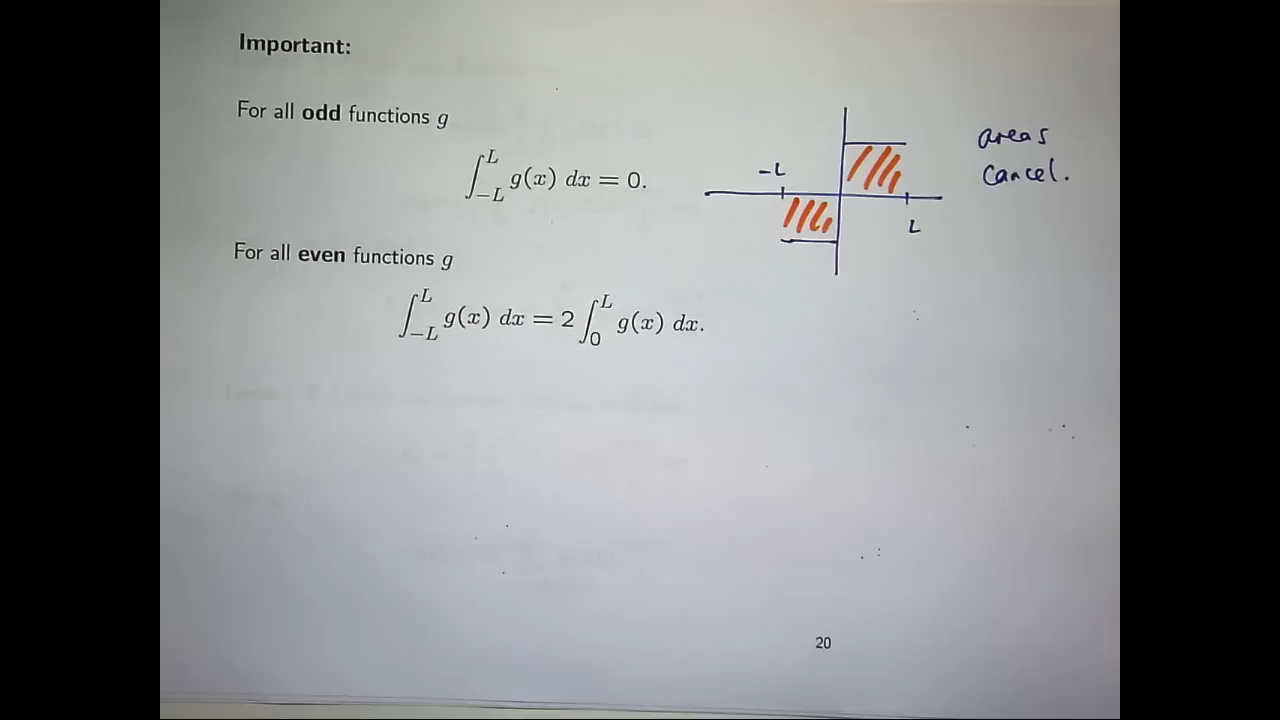 Important:
For all odd functions g
∫_{-L}^{L} g(x) dx = 0.
-L
L
areas
cancel.
For all even functions g
∫_{-L}^{L} g(x) dx = 2 ∫_{0}^{L} g(x) dx.
20